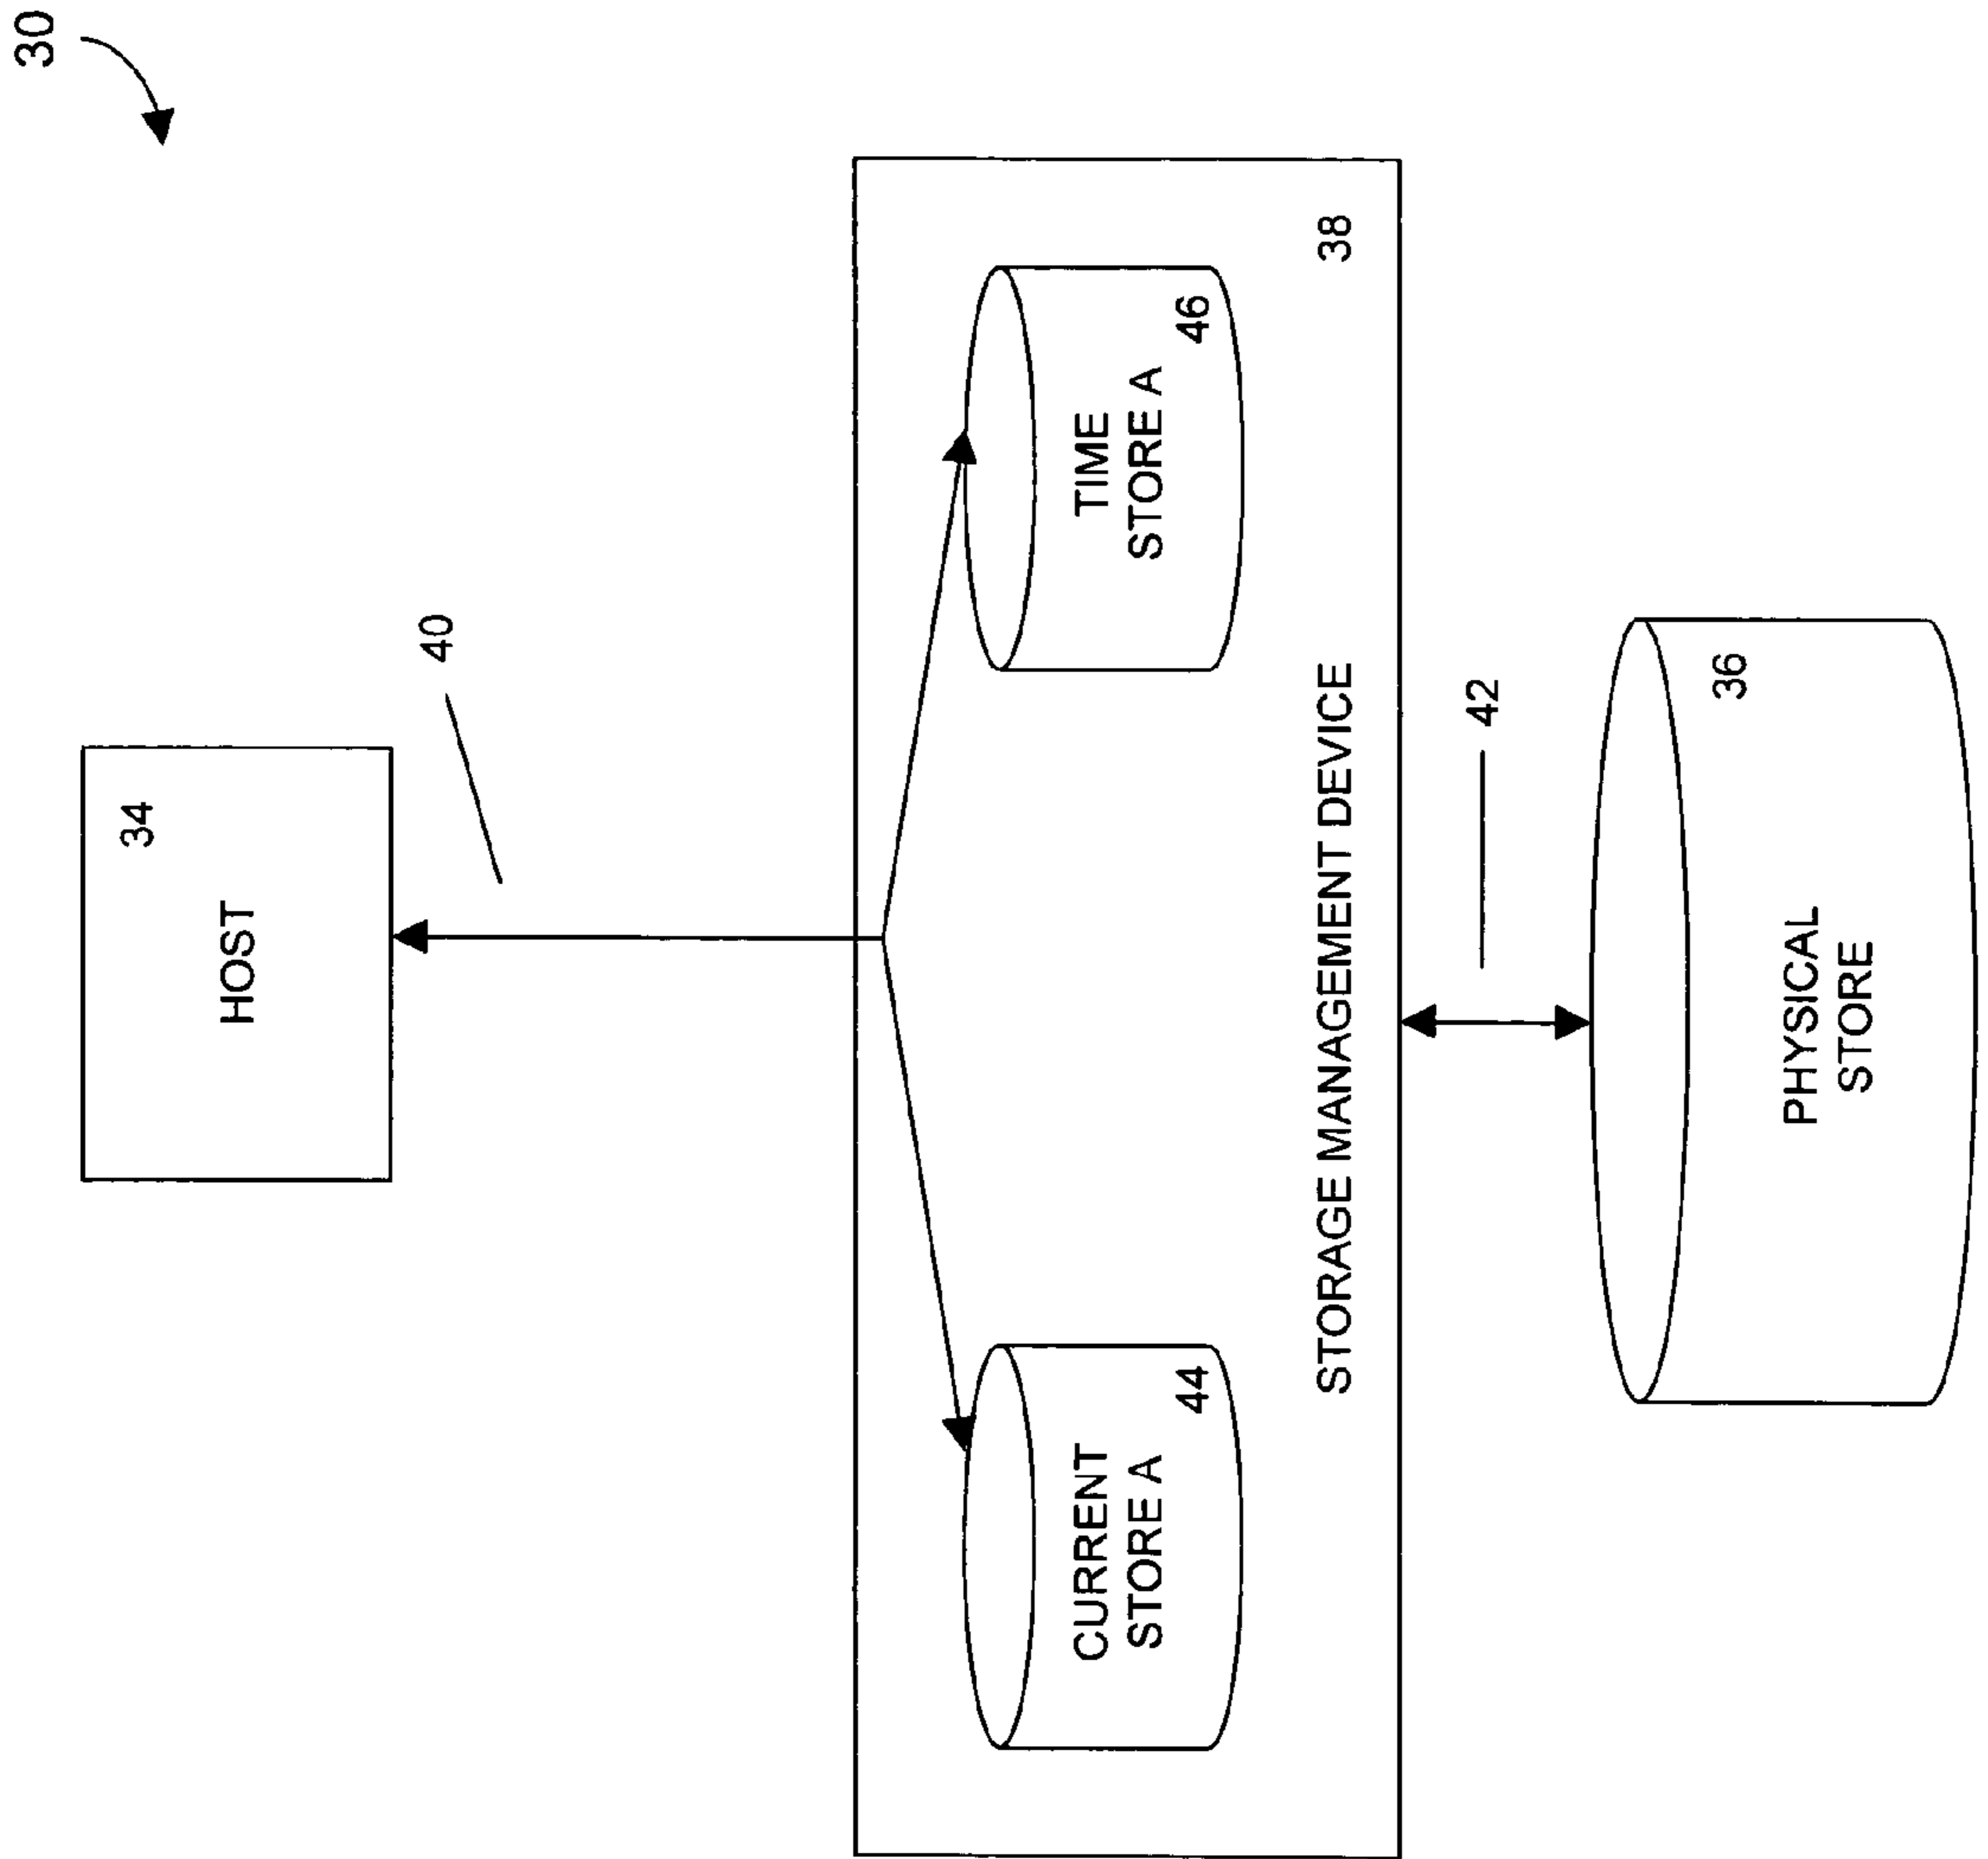 30
34
HOST
40
CURRENT
STORE A
44
TIME
STORE A
46
STORAGE MANAGEMENT DEVICE
38
42
36
PHYSICAL
STORE